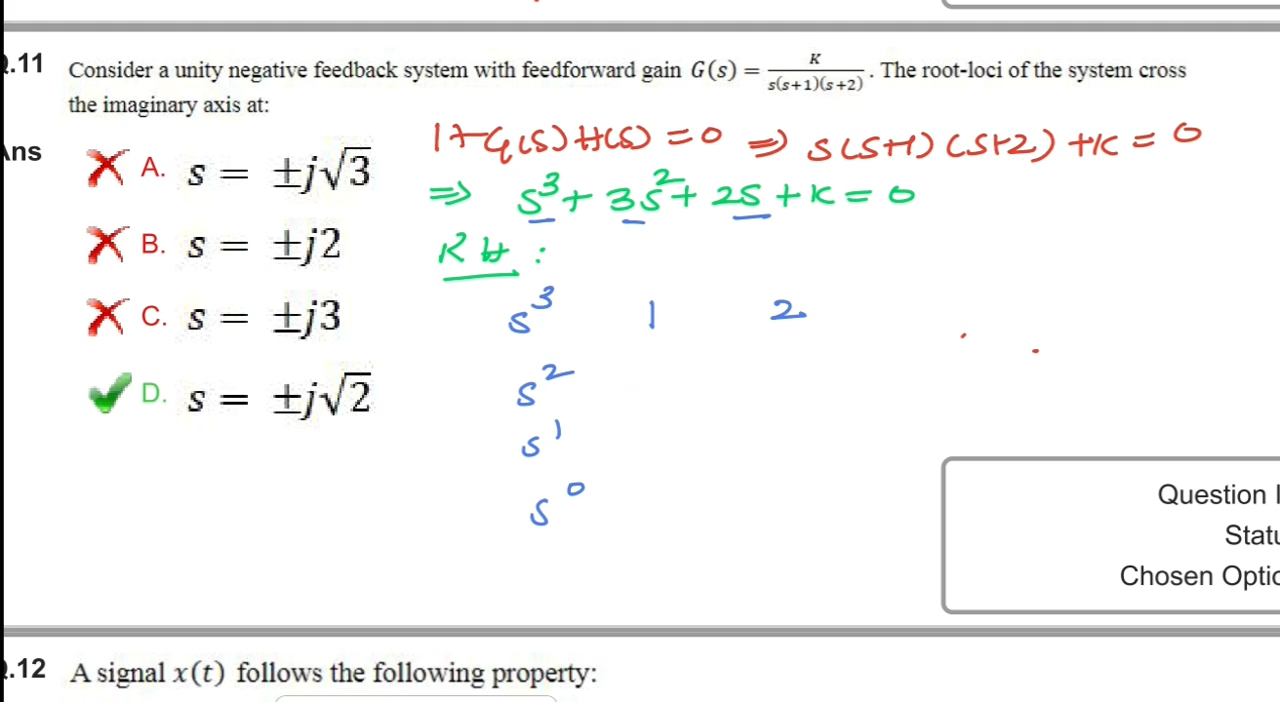 .11 Consider a unity negative feedback system with feedforward gain G(s) = K / s(s+1)(s+2) . The root-loci of the system cross
the imaginary axis at:
Ans
A. s = ±j√3
B. s = ±j2
C. s = ±j3
D. s = ±j√2
1+G(s)H(s) = 0 ⇒ s(s+1)(s+2)+K = 0
⇒ s³+3s²+2s+K=0
RH:
s³ 1 2
s²
s¹
s⁰
Question I
Statu
Chosen Optio
.12 A signal x(t) follows the following property: